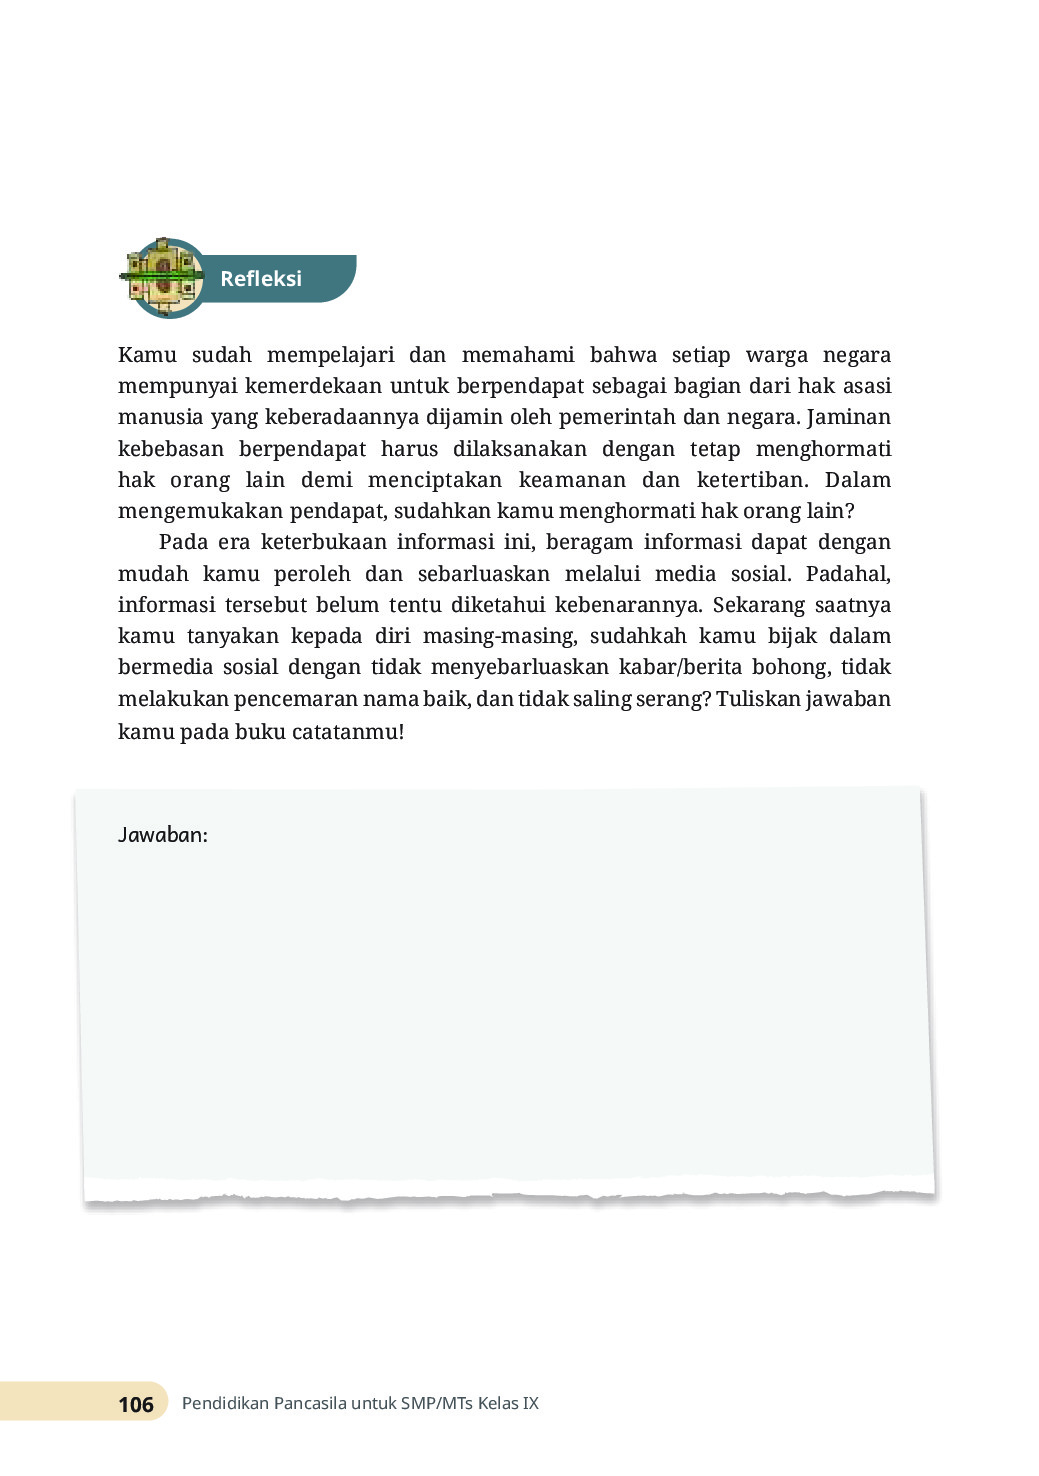 Refleksi
Kamu sudah mempelajari dan memahami bahwa setiap warga negara
mempunyai kemerdekaan untuk berpendapat sebagai bagian dari hak asasi
manusia yang keberadaannya dijamin oleh pemerintah dan negara. Jaminan
kebebasan berpendapat harus dilaksanakan dengan tetap menghormati
hak orang lain demi menciptakan keamanan dan ketertiban. Dalam
mengemukakan pendapat, sudahkan kamu menghormati hak orang lain?
Pada era keterbukaan informasi ini, beragam informasi dapat dengan
mudah kamu peroleh dan sebarluaskan melalui media sosial. Padahal,
informasi tersebut belum tentu diketahui kebenarannya. Sekarang saatnya
kamu tanyakan kepada diri masing-masing, sudahkah kamu bijak dalam
bermedia sosial dengan tidak menyebarluaskan kabar/berita bohong, tidak
melakukan pencemaran nama baik, dan tidak saling serang? Tuliskan jawaban
kamu pada buku catatanmu!
Jawaban:
106 Pendidikan Pancasila untuk SMP/MTs Kelas IX